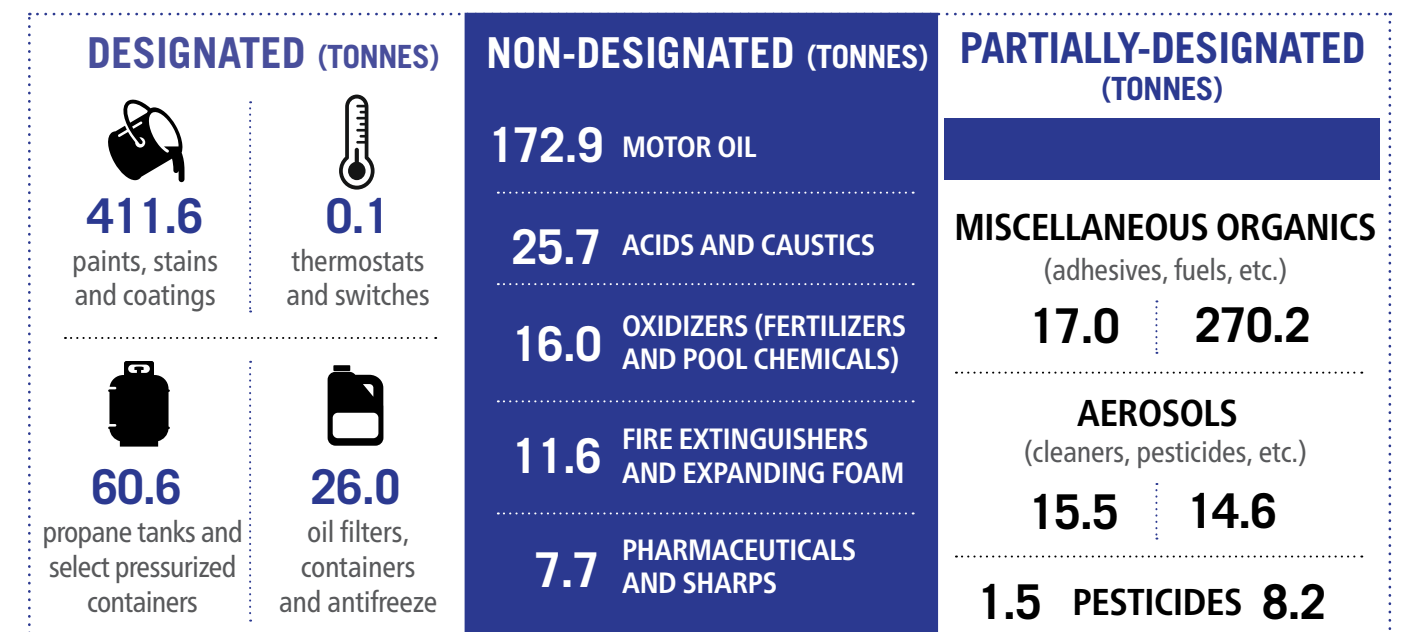 DESIGNATED (TONNES)
411.6
paints, stains
and coatings
0.1
thermostats
and switches
60.6
propane tanks and
select pressurized
containers
26.0
oil filters,
containers
and antifreeze
NON-DESIGNATED (TONNES)
172.9 MOTOR OIL
25.7 ACIDS AND CAUSTICS
16.0 OXIDIZERS (FERTILIZERS
AND POOL CHEMICALS)
11.6 FIRE EXTINGUISHERS
AND EXPANDING FOAM
7.7 PHARMACEUTICALS
AND SHARPS
PARTIALLY-DESIGNATED
(TONNES)
MISCELLANEOUS ORGANICS
(adhesives, fuels, etc.)
17.0 270.2
AEROSOLS
(cleaners, pesticides, etc.)
15.5 14.6
1.5 PESTICIDES 8.2